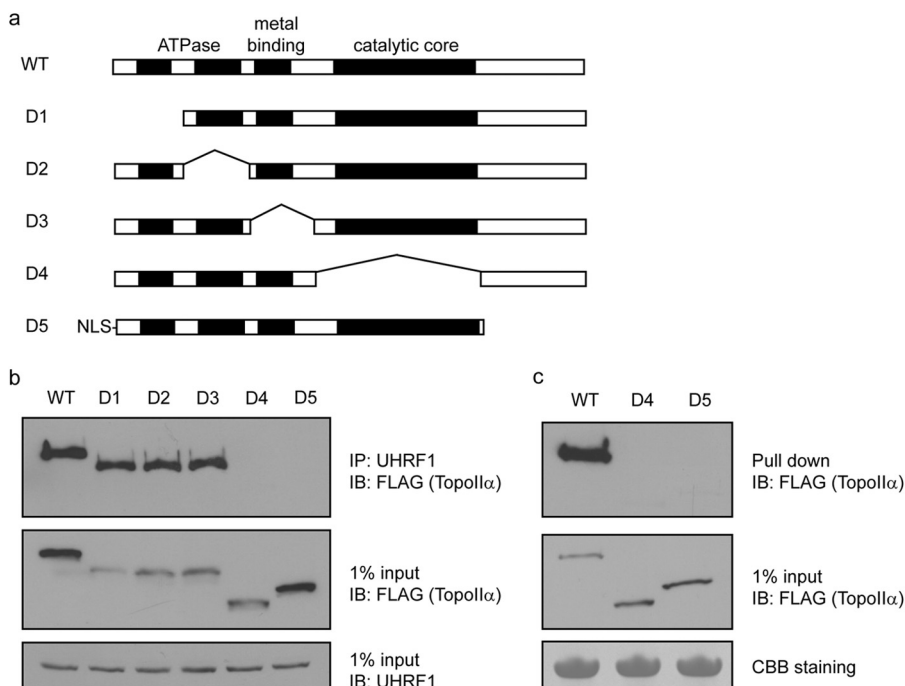 a
ATPase
metal
binding
catalytic core
WT
D1
D2
D3
D4
D5
NLS-
b
WT D1 D2 D3 D4 D5
IP: UHRF1
IB: FLAG (TopoIIα)
1% input
IB: FLAG (TopoIIα)
1% input
IB: UHRF1
c
WT D4 D5
Pull down
IB: FLAG (TopoIIα)
1% input
IB: FLAG (TopoIIα)
CBB staining